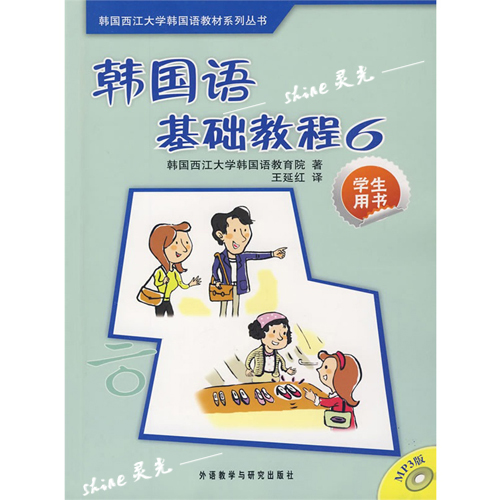 韩国西江大学韩国语教材系列丛书
韩国语
shine 灵光
基础教程6
韩国西江大学韩国语教育院 著
王延红 译
学生
用书
ㅎ
shine 灵光
MP3版
外语教学与研究出版社